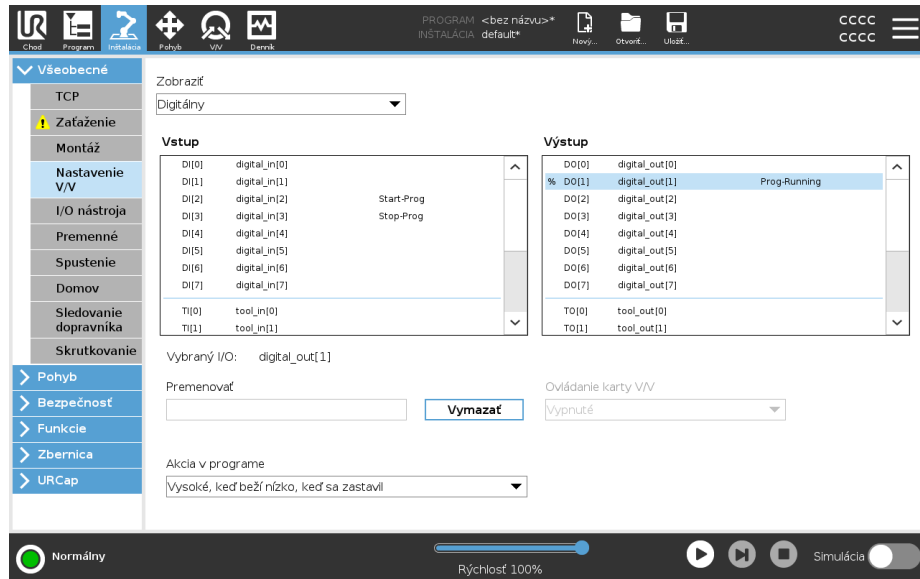 PROGRAM <bez názvu>*
INŠTALÁCIA default*
Chod Program Inštalácia Pohyb V/V Denník Nový... Otvoriť... Uložiť...
CCCC
CCCC
Všeobecné
TCP
Zaťaženie
Montáž
Nastavenie
V/V
I/O nástroja
Premenné
Spustenie
Domov
Sledovanie
dopravníka
Skrutkovanie
Pohyb
Bezpečnosť
Funkcie
Zbernica
URCap
Zobraziť
Digitálny
Vstup
DI[0] digital_in[0]
DI[1] digital_in[1]
DI[2] digital_in[2] Start-Prog
DI[3] digital_in[3] Stop-Prog
DI[4] digital_in[4]
DI[5] digital_in[5]
DI[6] digital_in[6]
DI[7] digital_in[7]
TI[0] tool_in[0]
TI[1] tool_in[1]
Výstup
DO[0] digital_out[0]
% DO[1] digital_out[1] Prog-Running
DO[2] digital_out[2]
DO[3] digital_out[3]
DO[4] digital_out[4]
DO[5] digital_out[5]
DO[6] digital_out[6]
DO[7] digital_out[7]
TO[0] tool_out[0]
TO[1] tool_out[1]
Vybraný I/O: digital_out[1]
Premenovať
Vymazať
Ovládanie karty V/V
Vypnuté
Akcia v programe
Vysoké, keď beží nízko, keď sa zastavil
Normálny
Rýchlosť 100%
Simulácia